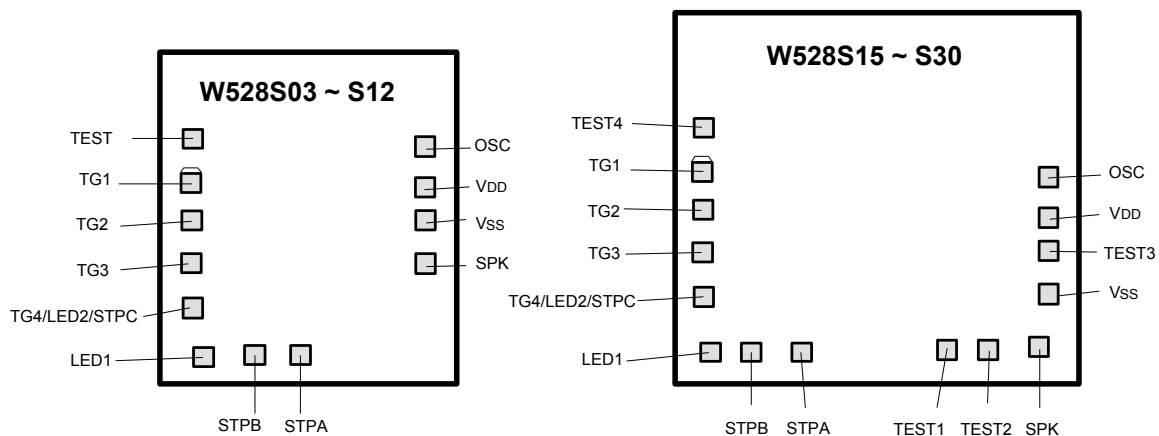 W528S03 ~ S12
TEST
TG1
TG2
TG3
TG4/LED2/STPC
LED1
STPB
STPA
OSC
VDD
VSS
SPK
W528S15 ~ S30
TEST4
TG1
TG2
TG3
TG4/LED2/STPC
LED1
STPB
STPA
TEST1
TEST2
SPK
OSC
VDD
TEST3
VSS